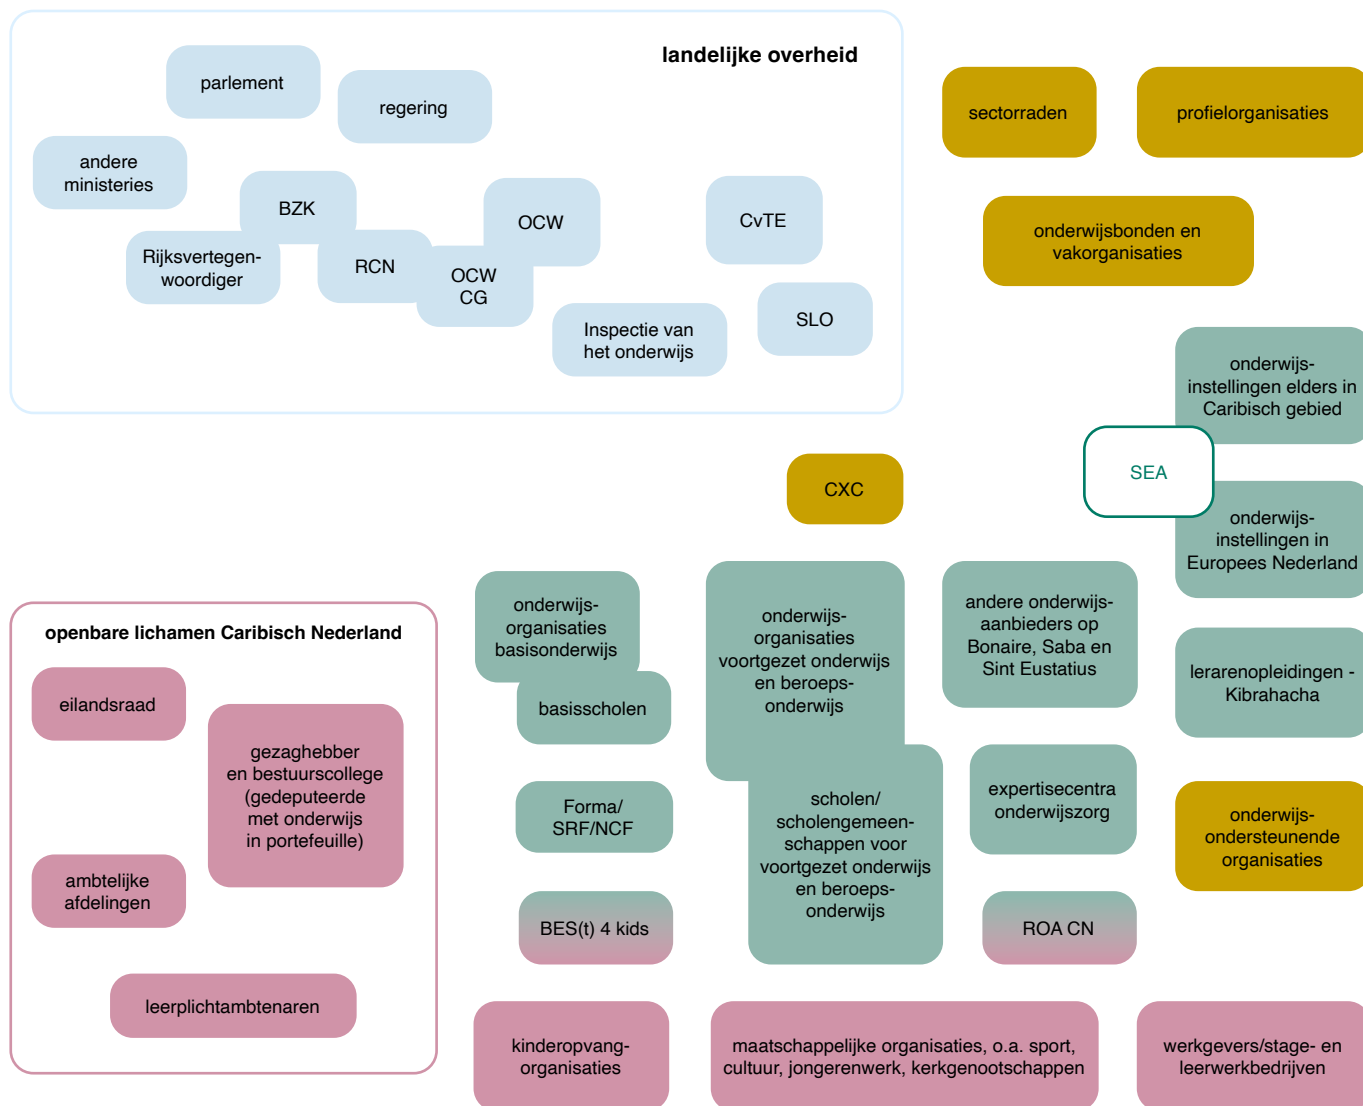 landelijke overheid
parlement
regering
andere
ministeries
BZK
Rijksvertegen-
woordiger
RCN
OCW
OCW
CG
CvTE
Inspectie van
het onderwijs
SLO
sectorraden
profielorganisaties
onderwijsbonden en
vakorganisaties
onderwijs-
instellingen elders in
Caribisch gebied
SEA
onderwijs-
instellingen in
Europees Nederland
CXC
openbare lichamen Caribisch Nederland
eilandsraad
gezaghebber
en bestuurscollege
(gedeputeerde
met onderwijs
in portefeuille)
ambtelijke
afdelingen
leerplichtambtenaren
onderwijs-
organisaties
basisonderwijs
basisscholen
onderwijs-
organisaties
voortgezet onderwijs
en beroeps-
onderwijs
andere onderwijs-
aanbieders op
Bonaire, Saba en
Sint Eustatius
lerarenopleidingen -
Kibrahacha
Forma/
SRF/NCF
scholen/
scholengemeen-
schappen voor
voortgezet onderwijs
en beroeps-
onderwijs
expertisecentra
onderwijszorg
onderwijs-
ondersteunende
organisaties
BES(t) 4 kids
ROA CN
kinderopvang-
organisaties
maatschappelijke organisaties, o.a. sport,
cultuur, jongerenwerk, kerkgenootschappen
werkgevers/stage- en
leerwerkbedrijven